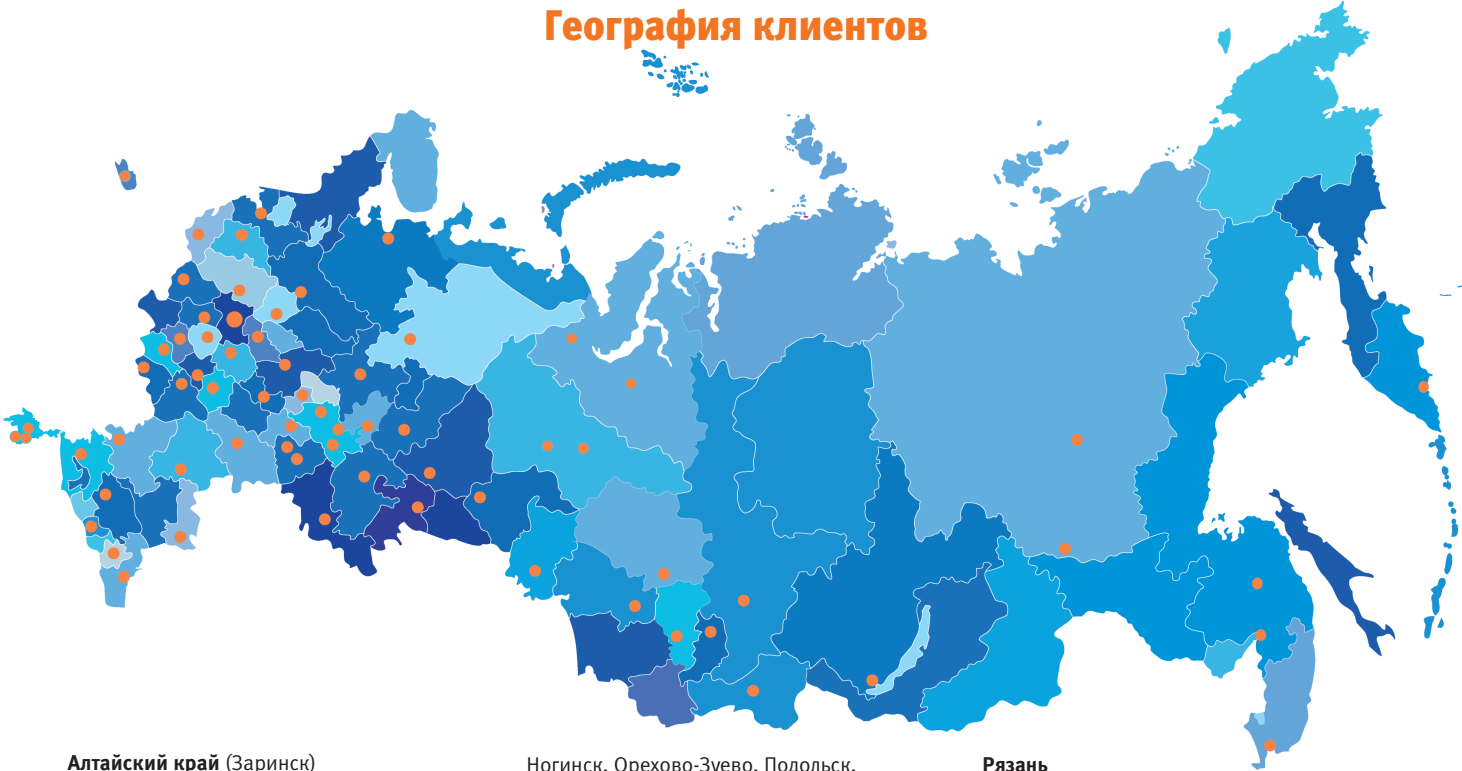 География клиентов
Алтайский край (Заринск)
Ногинск, Орехово-Зуево, Подольск,
Рязань